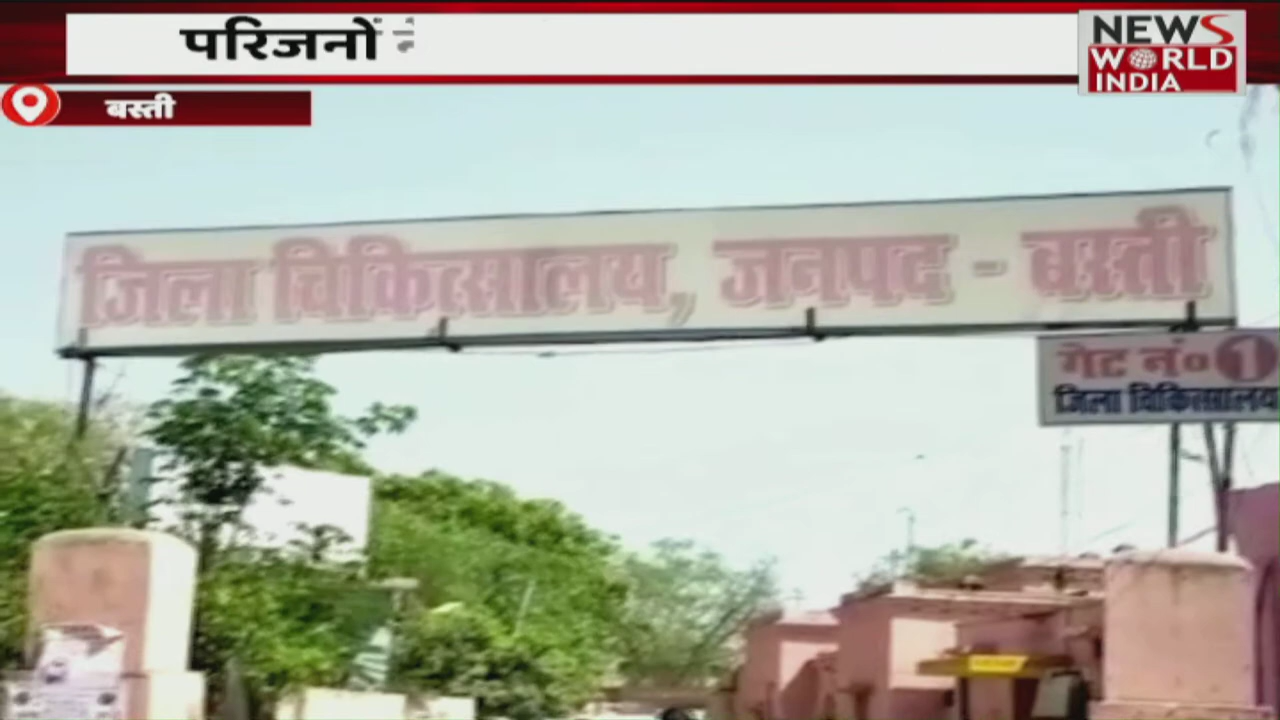 परिजनों ने
NEWS
WORLD
INDIA
बस्ती
जिला चिकित्सालय, जनपद - बस्ती
गेट नं० 1
जिला चिकित्सालय